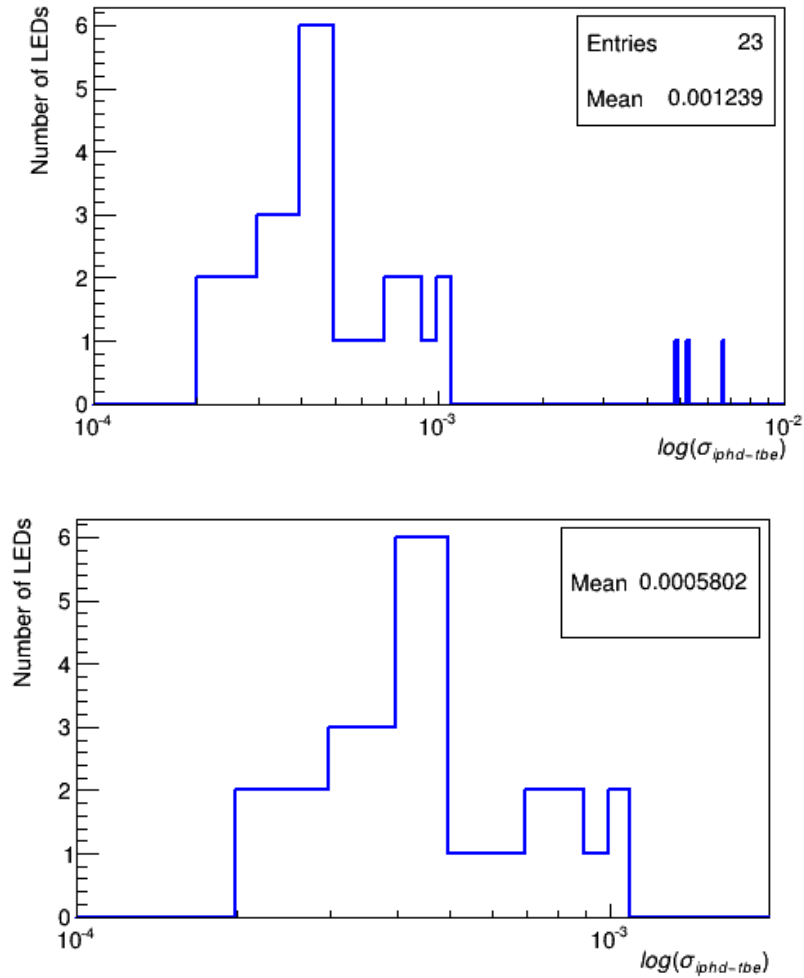 Number of LEDs
Entries 23
Mean 0.001239
6
5
4
3
2
1
0
10⁻⁴ 10⁻³ 10⁻²
log(σ_iphd-tbe)
Number of LEDs
Mean 0.0005802
6
5
4
3
2
1
0
10⁻⁴ 10⁻³
log(σ_iphd-tbe)